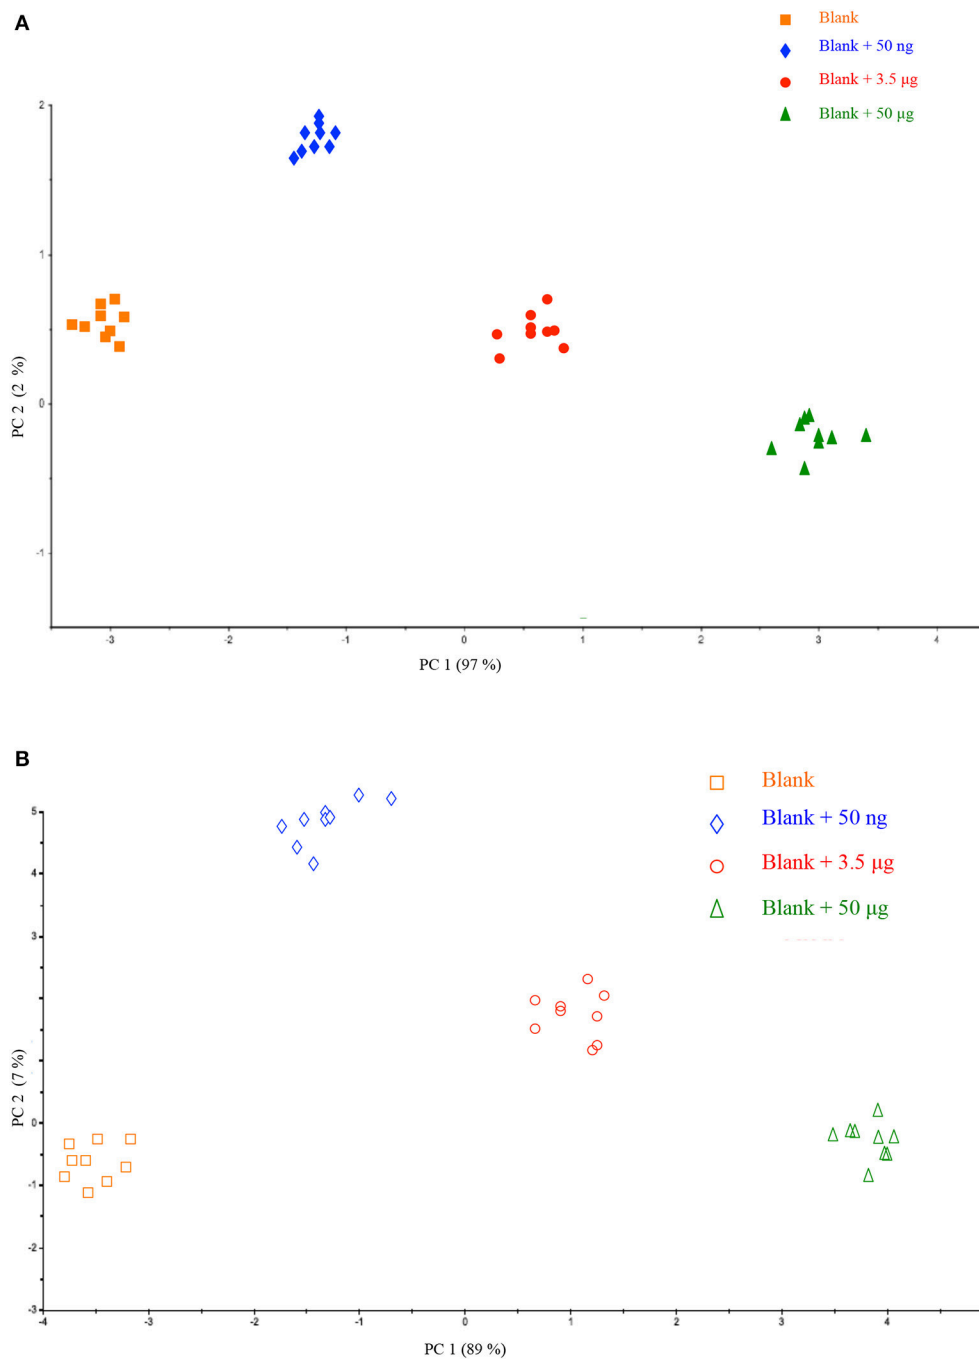 A
Blank
Blank + 50 ng
Blank + 3.5 µg
Blank + 50 µg
2
1
0
-1
PC 2 (2 %)
-3 -2 -1 0 1 2 3 4
PC 1 (97 %)
B
Blank
Blank + 50 ng
Blank + 3.5 µg
Blank + 50 µg
5
4
3
0
-1
-2
-3
PC 2 (7 %)
-4 -3 -2 -1 0 1 2 3 4
PC 1 (89 %)